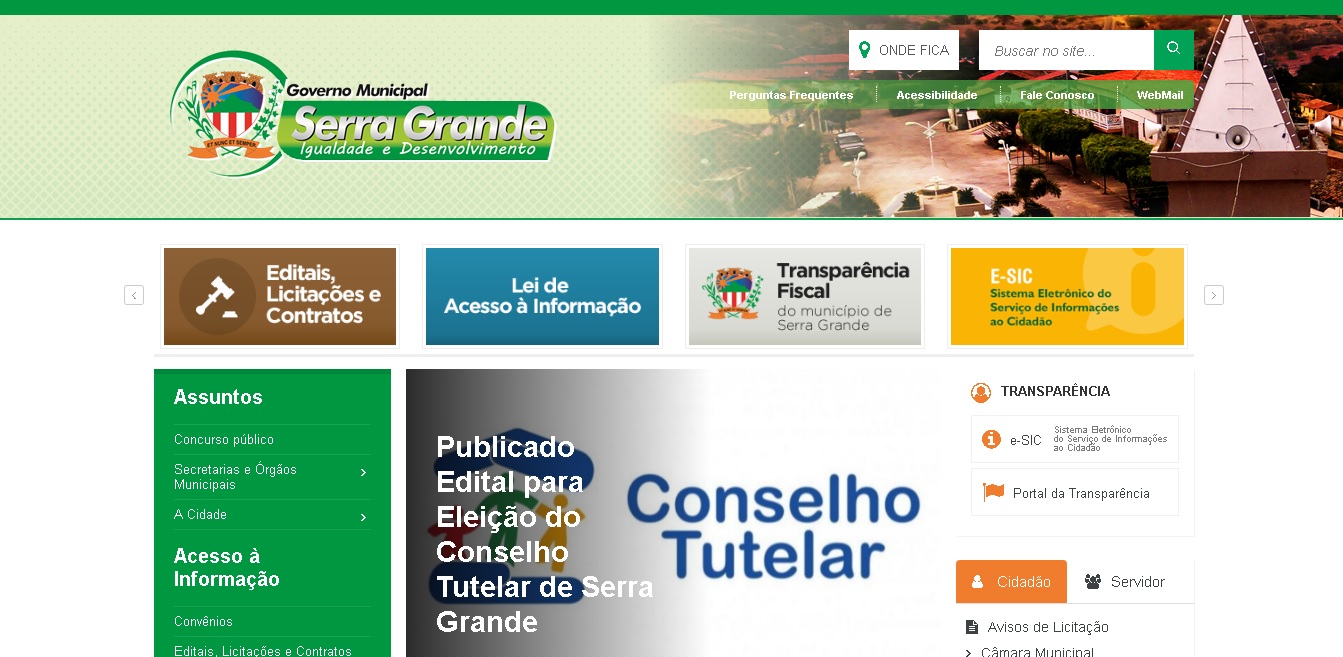 ONDE FICA
Buscar no site...
Perguntas Frequentes
Acessibilidade
Fale Conosco
WebMail
Governo Municipal
Serra Grande
Igualdade e Desenvolvimento
ET NUNC ET SEMPER
Editais,
Licitações e
Contratos
Lei de
Acesso à Informação
Transparência
Fiscal
do município de
Serra Grande
E-SIC
Sistema Eletrônico do
Serviço de Informações
ao Cidadão
Assuntos
Concurso público
Secretarias e Órgãos
Municipais
A Cidade
Acesso à
Informação
Convênios
Editais, Licitações e Contratos
Publicado
Edital para
Eleição do
Conselho
Tutelar de Serra
Grande
Conselho
Tutelar
TRANSPARÊNCIA
e-SIC
Sistema Eletrônico
do Serviço de Informações
ao Cidadão
Portal da Transparência
Cidadão
Servidor
Avisos de Licitação
Câmara Municipal